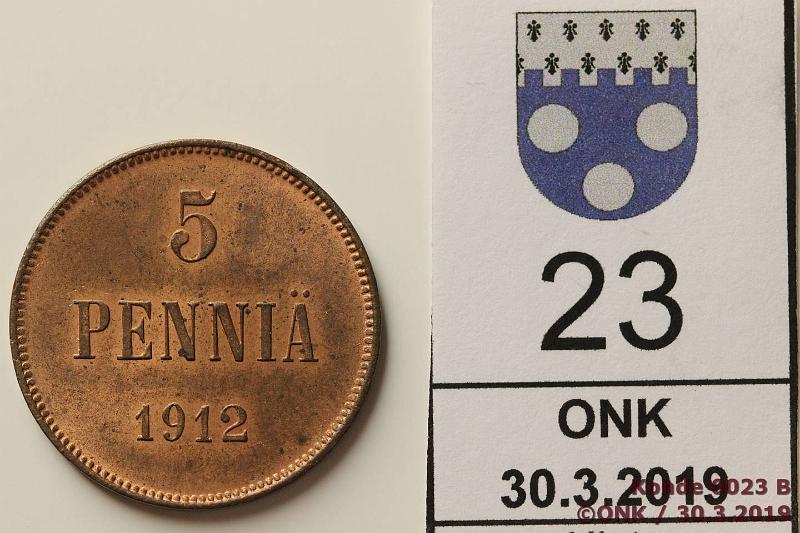 5
PENNIÄ
1912
23
ONK
30.3.2019
Kohde 9023 B
©ONK / 30.3.2019